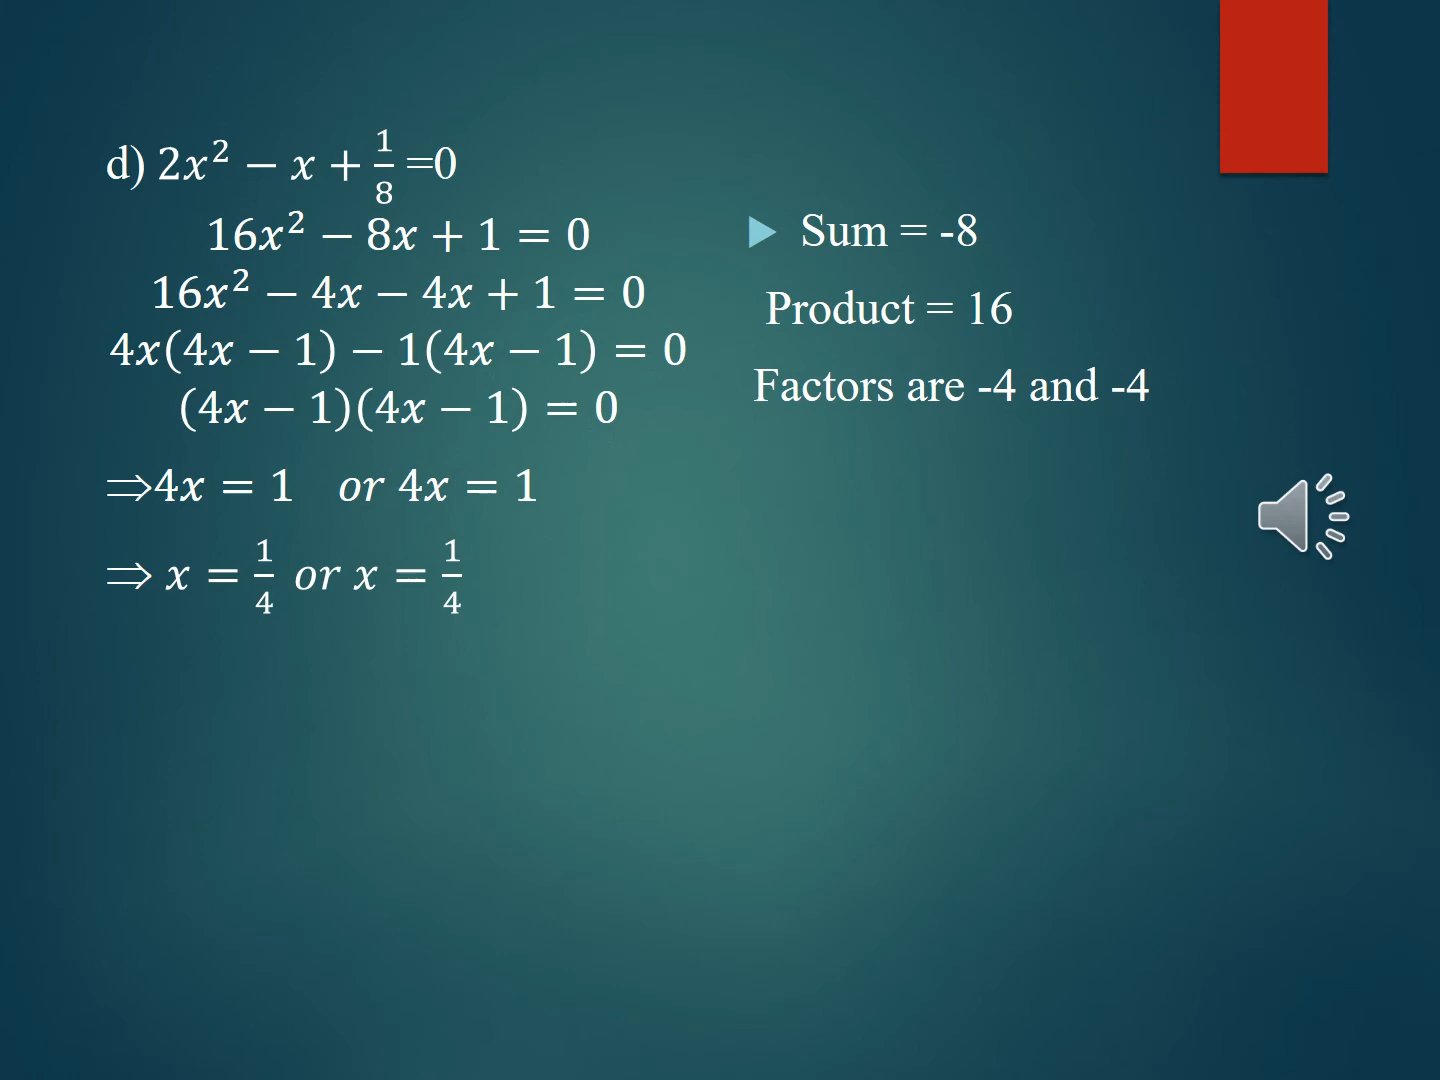 d) 2x² − x + 1/8 =0
16x² − 8x + 1 = 0
16x² − 4x − 4x + 1 = 0
4x(4x − 1) − 1(4x − 1) = 0
(4x − 1)(4x − 1) = 0
⇒4x = 1 or 4x = 1
⇒ x = 1/4 or x = 1/4
Sum = -8
Product = 16
Factors are -4 and -4